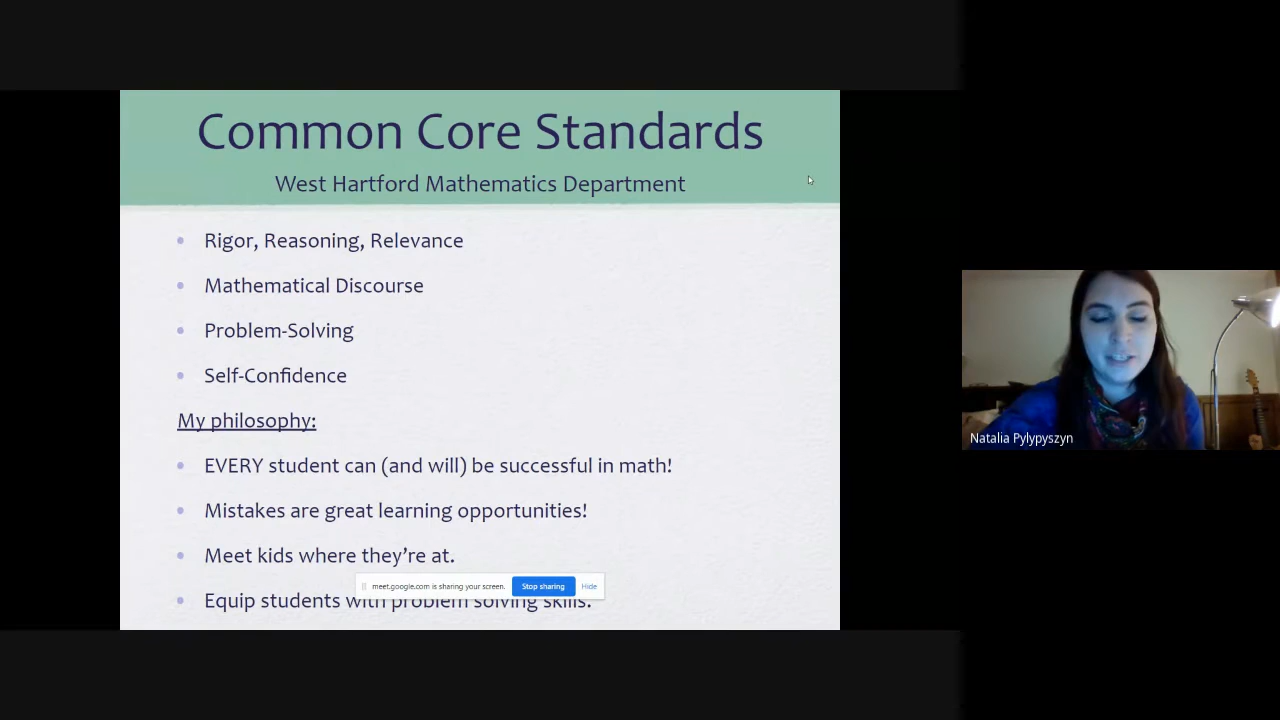 Common Core Standards
West Hartford Mathematics Department
Rigor, Reasoning, Relevance
Mathematical Discourse
Problem-Solving
Self-Confidence
My philosophy:
EVERY student can (and will) be successful in math!
Mistakes are great learning opportunities!
Meet kids where they're at.
meet.google.com is sharing your screen. Stop sharing Hide
Equip students with problem solving skills.
Natalia Pylypyszyn